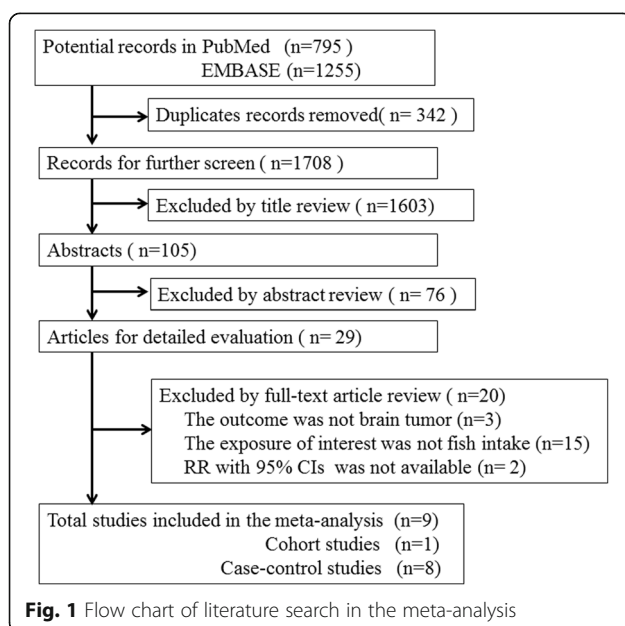 Potential records in PubMed (n=795 )
EMBASE (n=1255)
Duplicates records removed( n= 342 )
Records for further screen ( n=1708 )
Excluded by title review ( n=1603)
Abstracts ( n=105)
Excluded by abstract review ( n= 76 )
Articles for detailed evaluation ( n= 29)
Excluded by full-text article review ( n=20)
The outcome was not brain tumor (n=3)
The exposure of interest was not fish intake (n=15)
RR with 95% CIs was not available (n= 2)
Total studies included in the meta-analysis (n=9)
Cohort studies (n=1)
Case-control studies (n=8)
Fig. 1 Flow chart of literature search in the meta-analysis